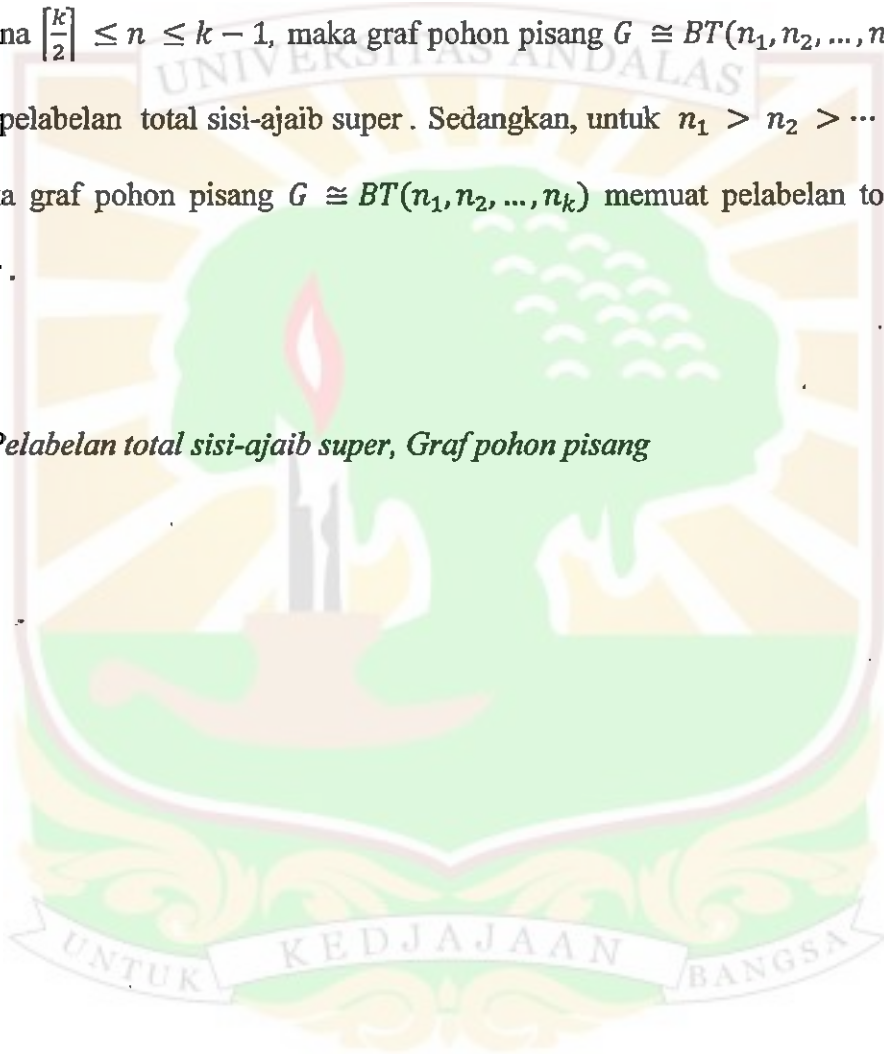 na ⌈k/2⌉ ≤ n ≤ k − 1, maka graf pohon pisang G ≅ BT(n₁, n₂, ..., n
pelabelan total sisi-ajaib super . Sedangkan, untuk n₁ > n₂ > ⋯
a graf pohon pisang G ≅ BT(n₁, n₂, ..., nₖ) memuat pelabelan to
Pelabelan total sisi-ajaib super, Graf pohon pisang
UNIVERSITAS ANDALAS
UNTUK KEDJAJAAN BANGSA